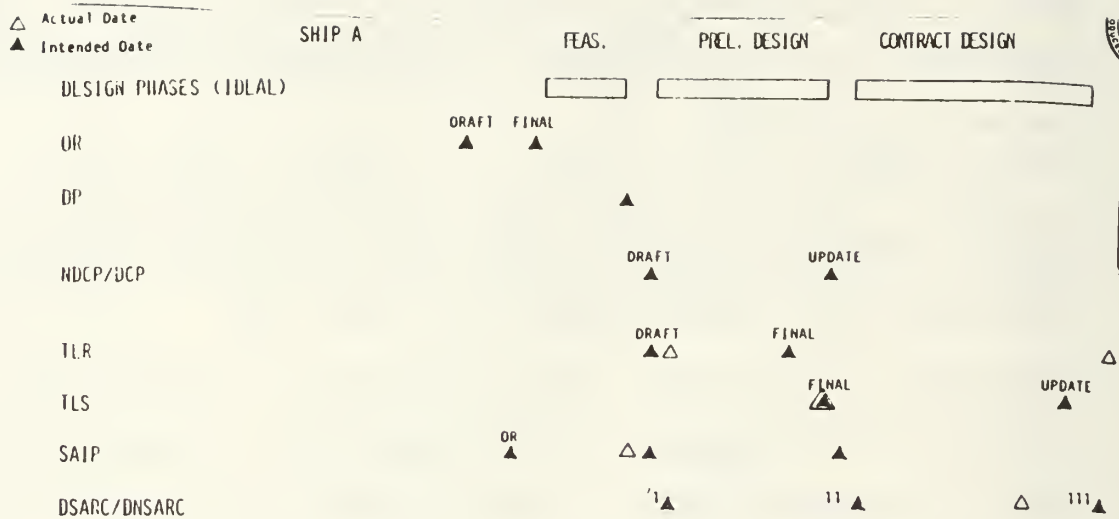 △ Actual Date
▲ Intended Date
SHIP A
FEAS. PREL. DESIGN CONTRACT DESIGN
DESIGN PHASES (IDEAL)
DRAFT FINAL
OR
DP
DRAFT UPDATE
NDCP/DCP
DRAFT FINAL
TLR
FINAL UPDATE
TLS
OR
SAIP
DSARC/DNSARC 'I II III